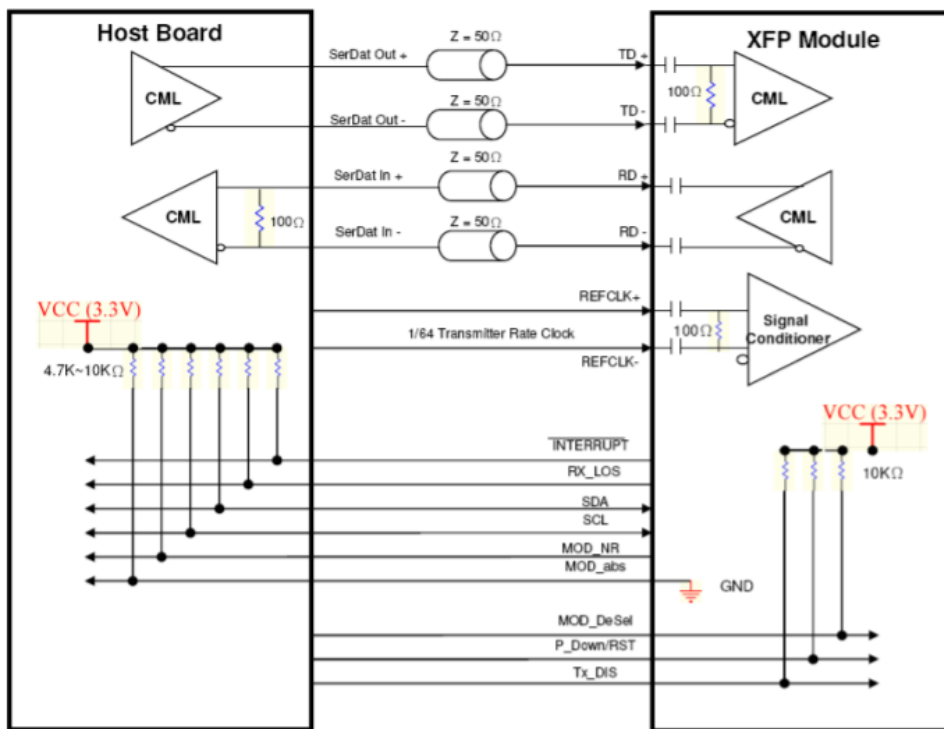 Host Board
XFP Module
Z = 50Ω
SerDat Out +
TD +
CML
100Ω
CML
Z = 50Ω
SerDat Out -
TD -
Z = 50Ω
SerDat In +
RD +
CML
100Ω
CML
Z = 50Ω
SerDat In -
RD -
REFCLK+
VCC (3.3V)
1/64 Transmitter Rate Clock
100Ω
Signal
Conditioner
REFCLK-
4.7K~10KΩ
VCC (3.3V)
INTERRUPT
10KΩ
RX_LOS
SDA
SCL
MOD_NR
MOD_abs
GND
MOD_DeSel
P_Down/RST
Tx_DIS